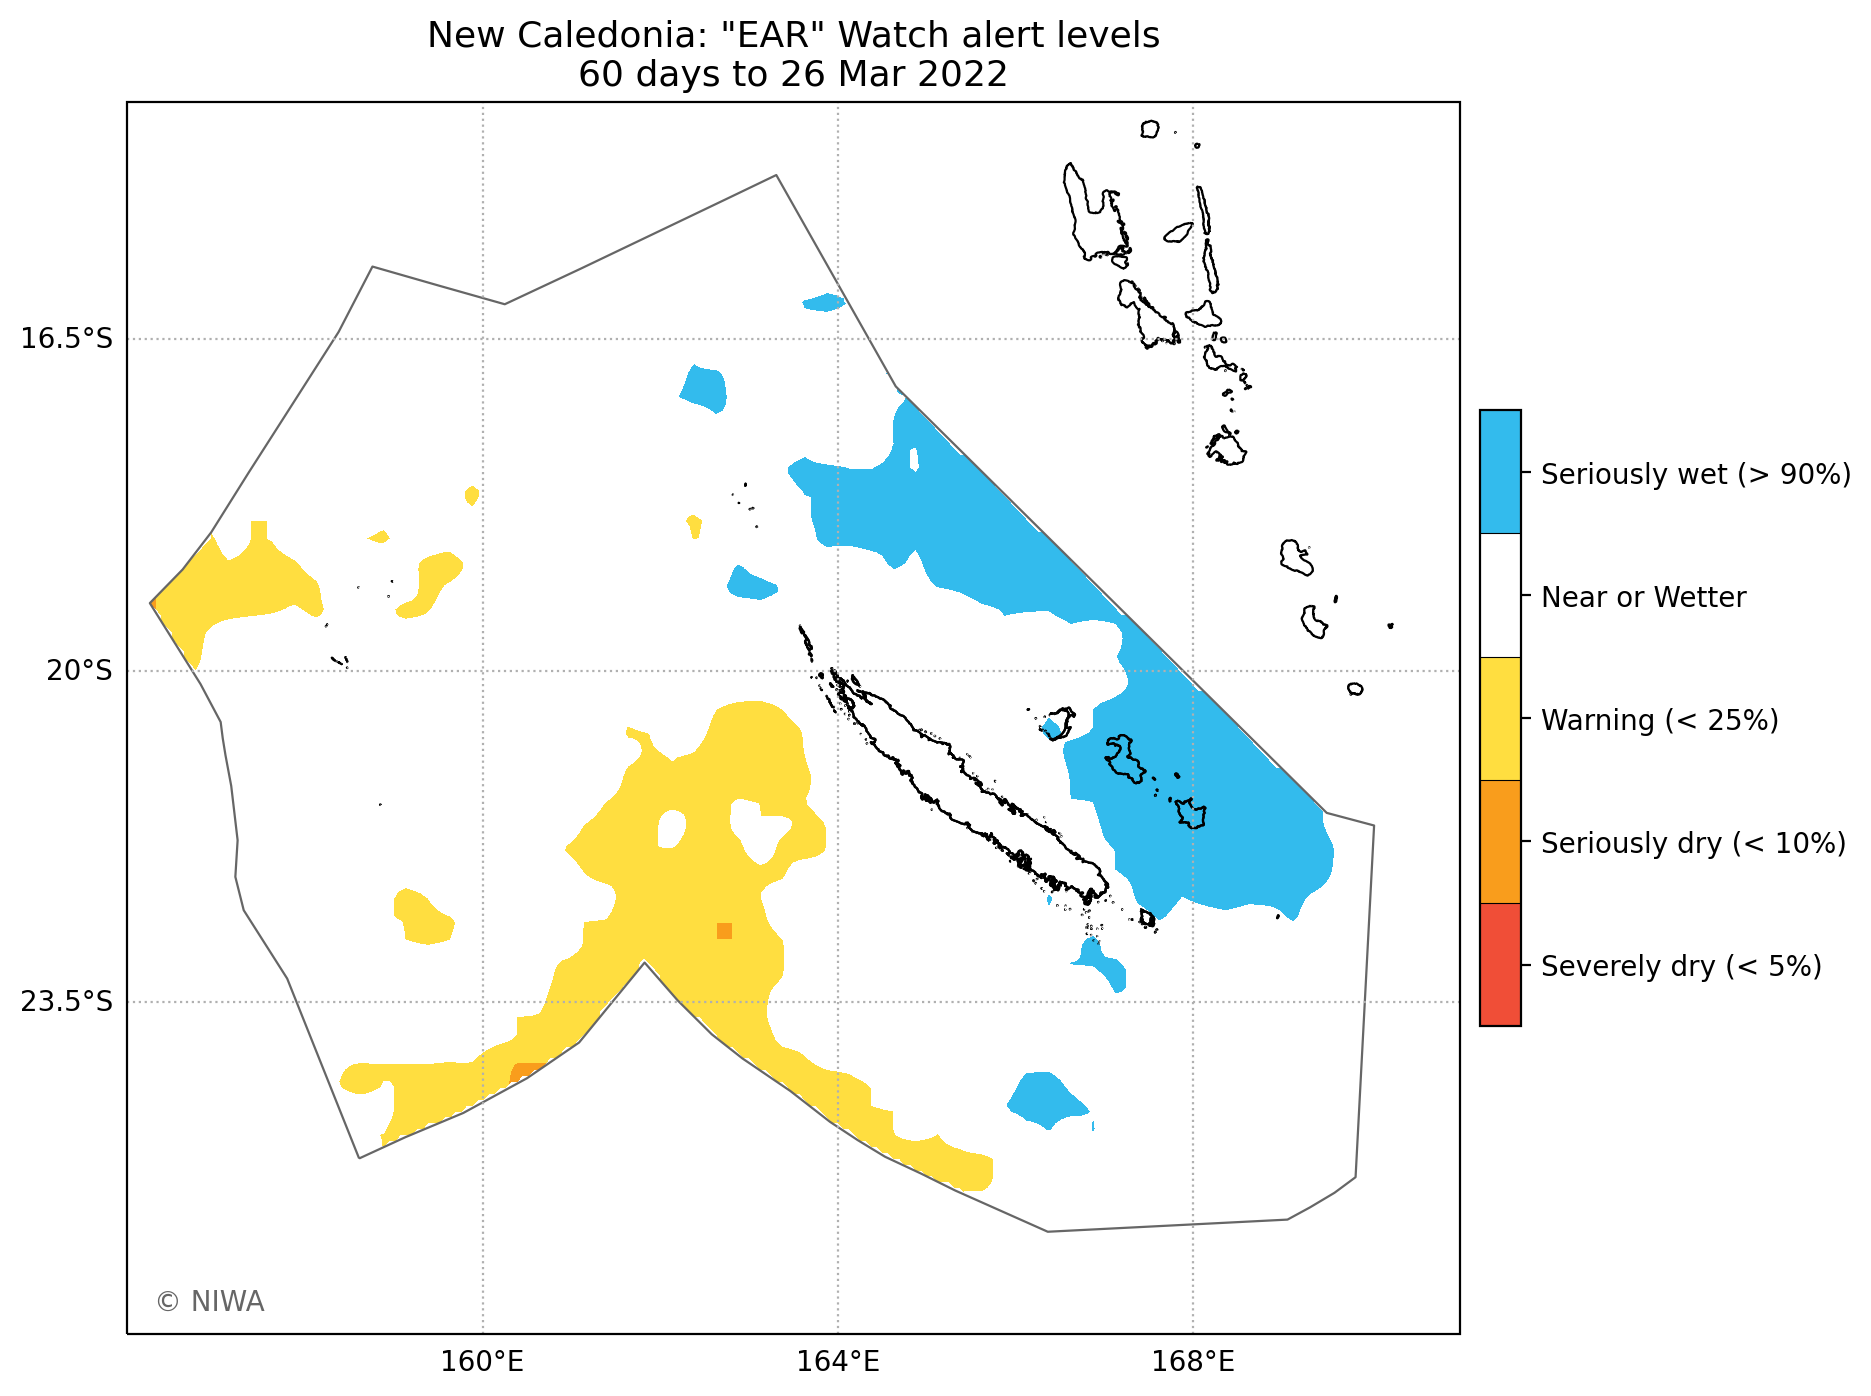 New Caledonia: "EAR" Watch alert levels
60 days to 26 Mar 2022
16.5°S
20°S
23.5°S
160°E
164°E
168°E
Seriously wet (> 90%)
Near or Wetter
Warning (< 25%)
Seriously dry (< 10%)
Severely dry (< 5%)
© NIWA